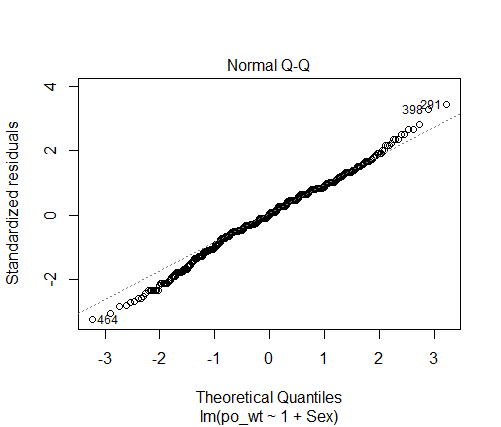 Normal Q-Q
Standardized residuals
4
2
0
-2
398
291
464
-3 -2 -1 0 1 2 3
Theoretical Quantiles
lm(po_wt ~ 1 + Sex)